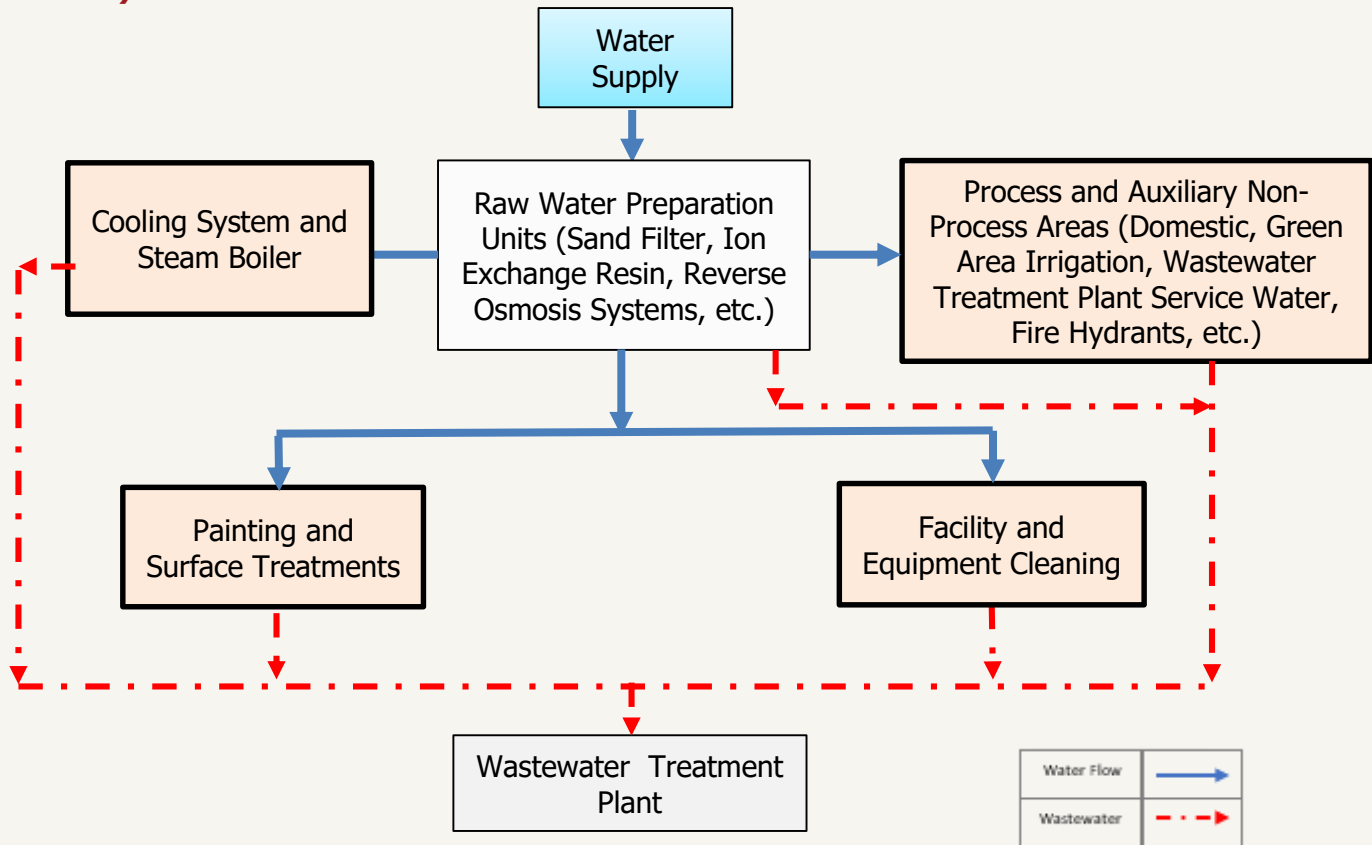 Water
Supply
Cooling System and
Steam Boiler
Raw Water Preparation
Units (Sand Filter, Ion
Exchange Resin, Reverse
Osmosis Systems, etc.)
Process and Auxiliary Non-
Process Areas (Domestic, Green
Area Irrigation, Wastewater
Treatment Plant Service Water,
Fire Hydrants, etc.)
Painting and
Surface Treatments
Facility and
Equipment Cleaning
Wastewater Treatment
Plant
Water Flow
Wastewater